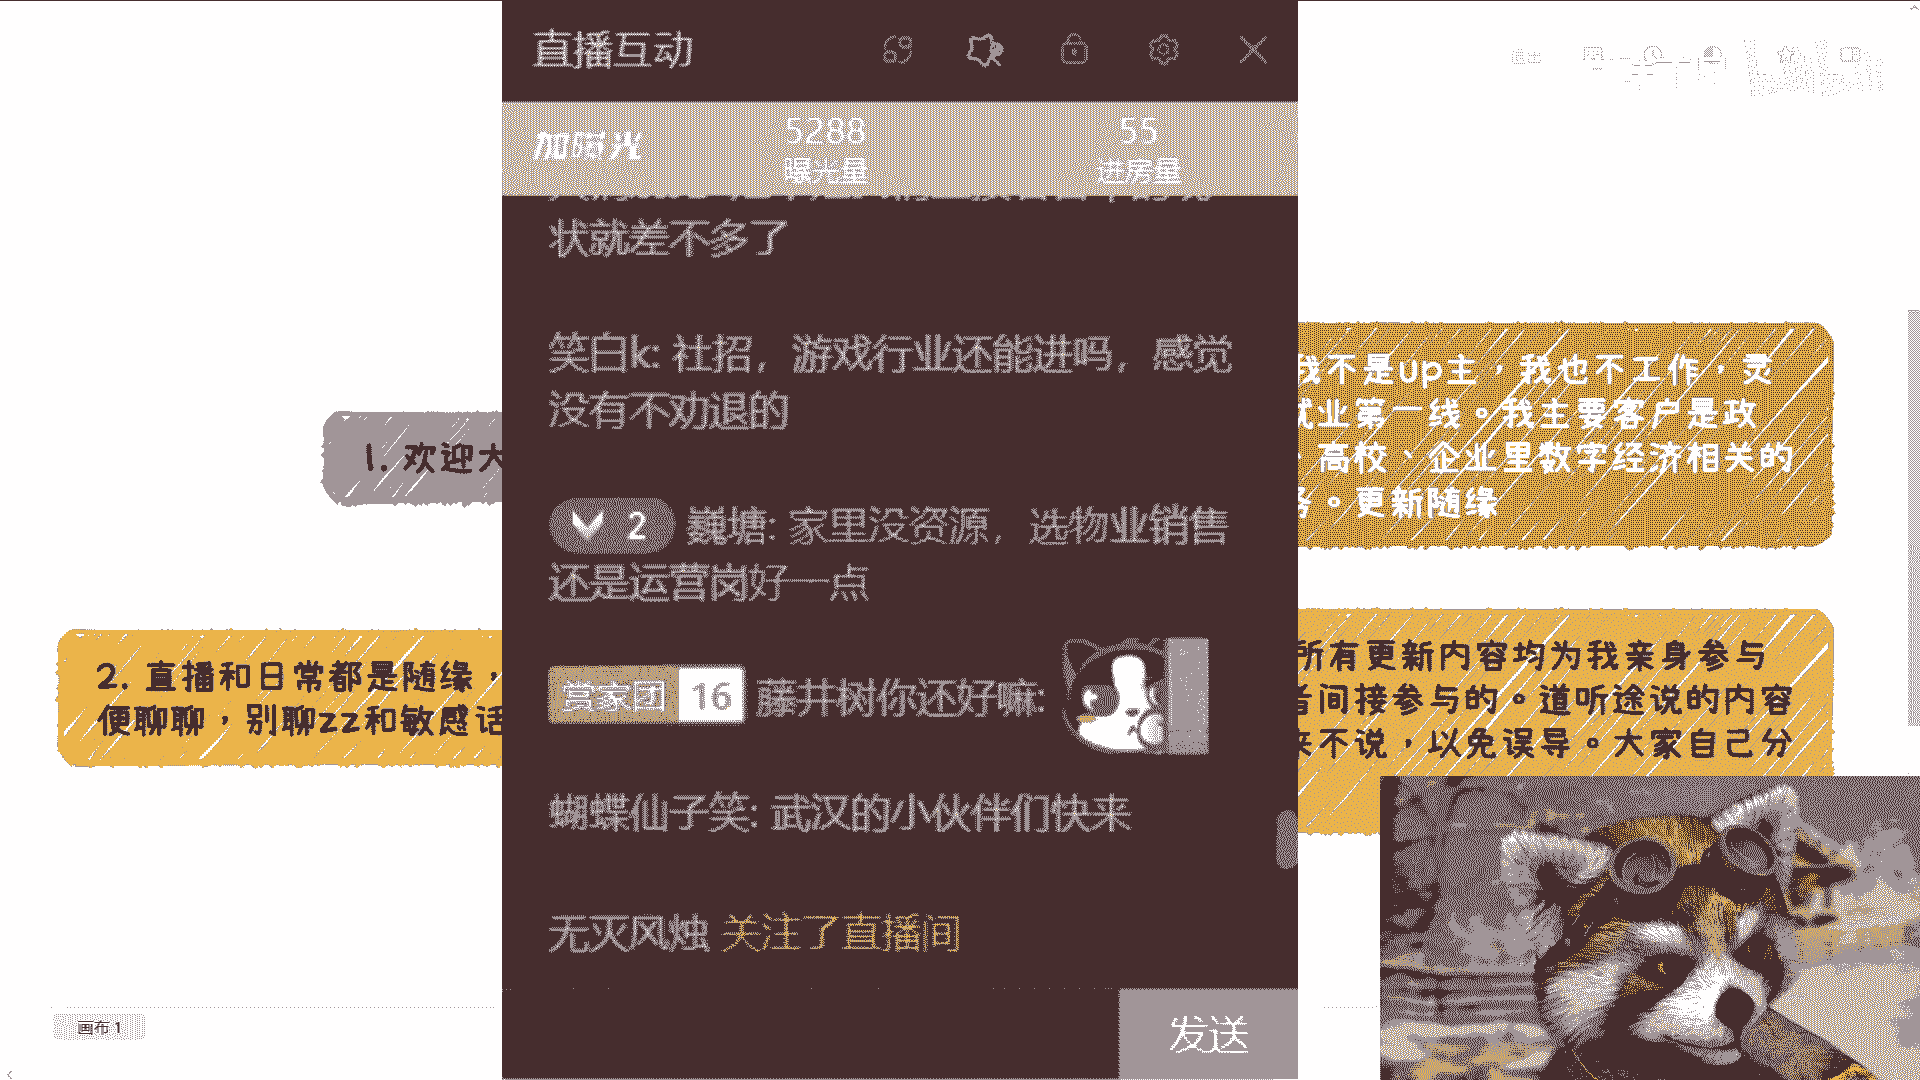 直播互动
加曝光
5288
曝光量
55
进房量
状就差不多了
笑白k: 社招，游戏行业还能进吗，感觉
没有不劝退的
2 巍塘: 家里没资源，选物业销售
还是运营岗好一点
赏家团 16 藤井树你还好嘛:
蝴蝶仙子笑: 武汉的小伙伴们快来
无灭风烛 关注了直播间
发送
1. 欢迎大
2. 直播和日常都是随缘，
便聊聊，别聊zz和敏感话
我不是up主，我也不工作，灵
就业第一线。我主要客户是政
、高校、企业里数字经济相关的
务。更新随缘
所有更新内容均为我亲身参与
者间接参与的。道听途说的内容
来不说，以免误导。大家自己分
画布 1